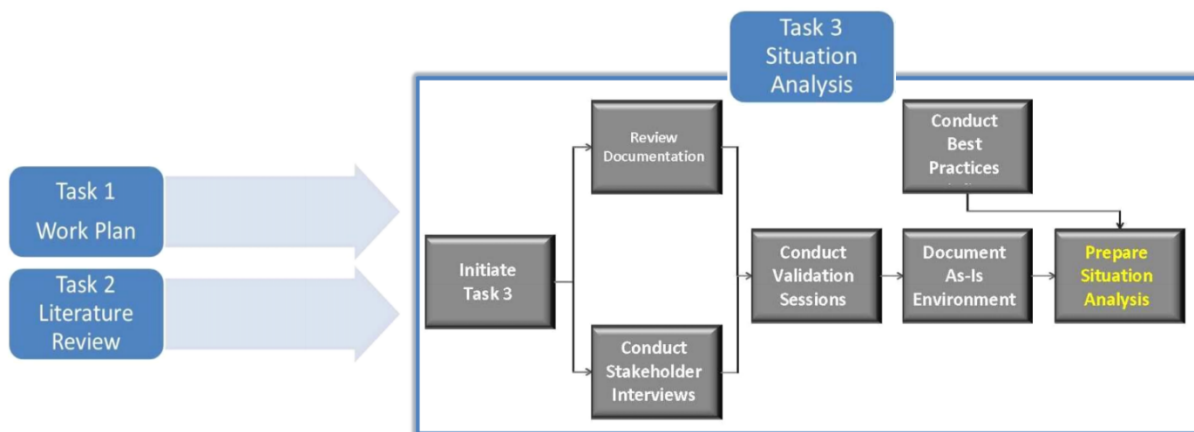 Task 3
Situation
Analysis
Task 1
Work Plan
Task 2
Literature
Review
Initiate
Task 3
Review
Documentation
Conduct
Stakeholder
Interviews
Conduct
Validation
Sessions
Document
As-Is
Environment
Conduct
Best
Practices
Prepare
Situation
Analysis